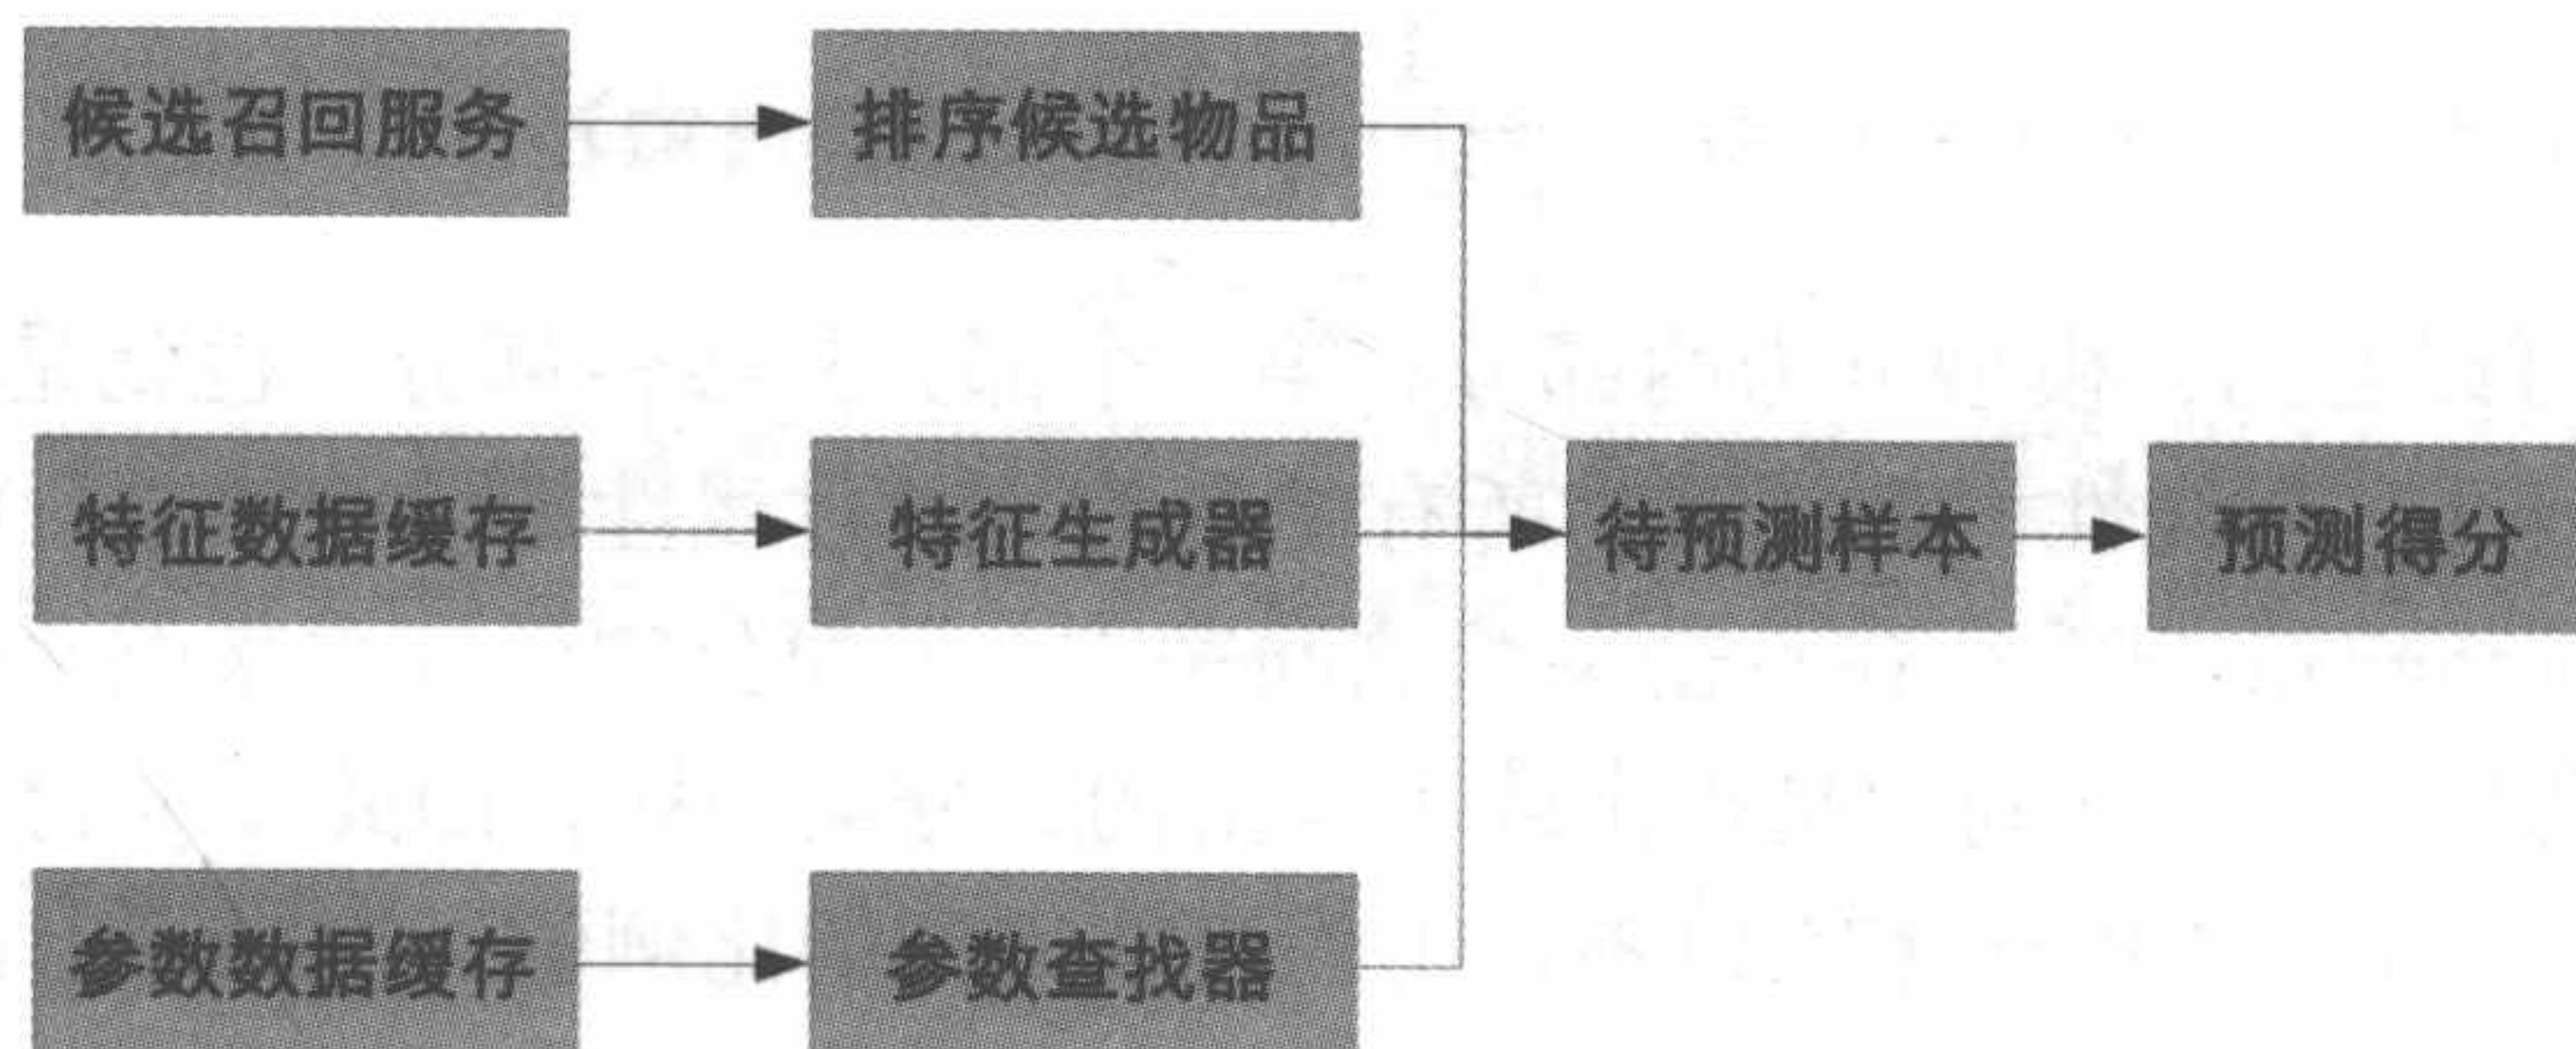 候选召回服务
排序候选物品
特征数据缓存
特征生成器
待预测样本
预测得分
参数数据缓存
参数查找器